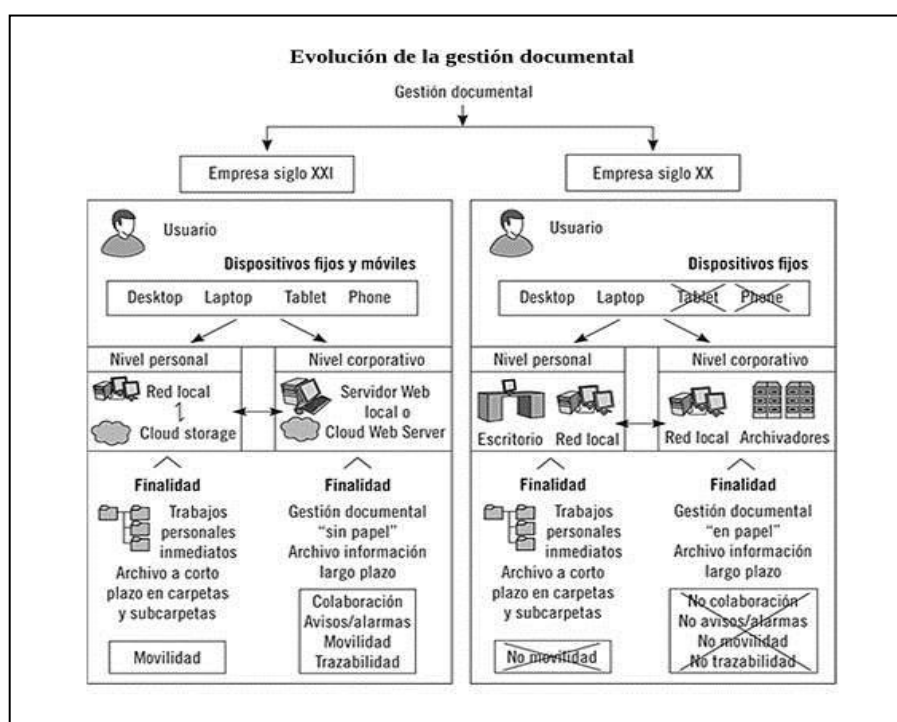 Evolución de la gestión documental
Gestión documental
Empresa siglo XXI
Usuario
Dispositivos fijos y móviles
Desktop Laptop Tablet Phone
Nivel personal
Red local
Cloud storage
Nivel corporativo
Servidor Web
local o
Cloud Web Server
Finalidad
Trabajos
personales
inmediatos
Archivo a corto
plazo en carpetas
y subcarpetas
Movilidad
Finalidad
Gestión documental
"sin papel"
Archivo información
largo plazo
Colaboración
Avisos/alarmas
Movilidad
Trazabilidad
Empresa siglo XX
Usuario
Dispositivos fijos
Desktop Laptop Tablet Phone
Nivel personal
Escritorio Red local
Nivel corporativo
Red local Archivadores
Finalidad
Trabajos
personales
inmediatos
Archivo a corto
plazo en carpetas
y subcarpetas
No movilidad
Finalidad
Gestión documental
"en papel"
Archivo información
largo plazo
No colaboración
No avisos/alarmas
No movilidad
No trazabilidad